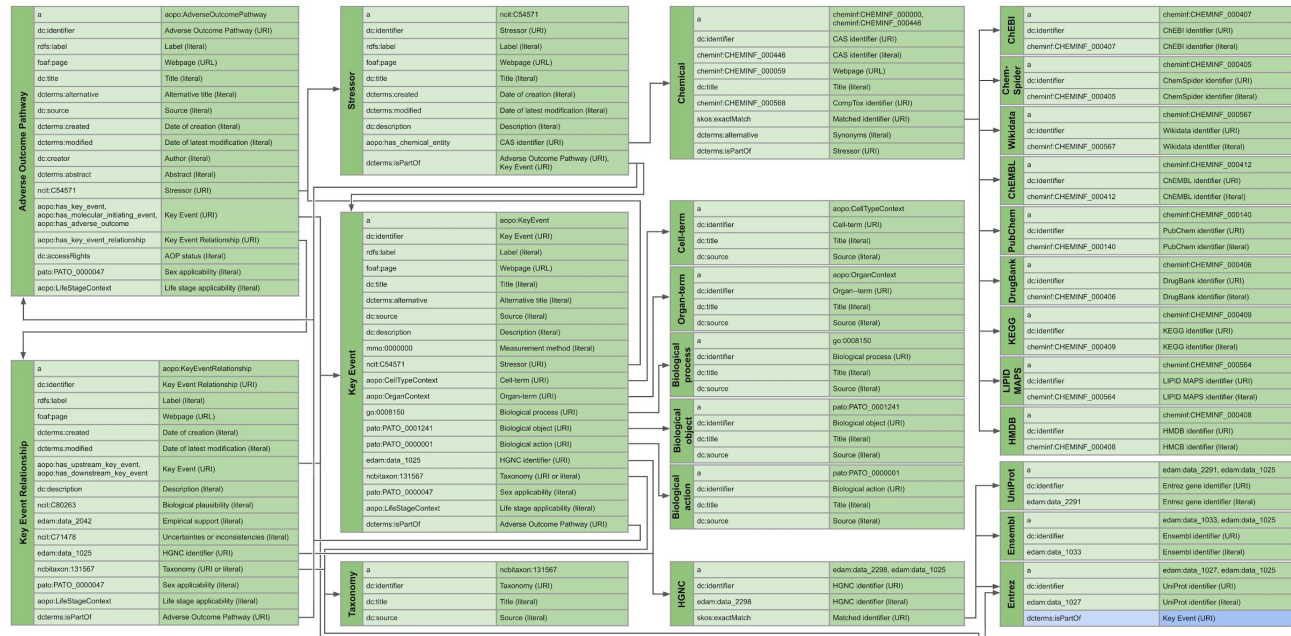 Adverse Outcome Pathway
a aopo:AdverseOutcomePathway
dc:identifier Adverse Outcome Pathway (URI)
rdfs:label Label (literal)
foaf:page Webpage (URL)
dc:title Title (literal)
dcterms:alternative Alternative title (literal)
dc:source Source (literal)
dcterms:created Date of creation (literal)
dcterms:modified Date of latest modification (literal)
dc:creator Author (literal)
dcterms:abstract Abstract (literal)
ncit:C54571 Stressor (URI)
aopo:has_key_event,
aopo:has_molecular_initiating_event, Key Event (URI)
aopo:has_adverse_outcome
aopo:has_key_event_relationship Key Event Relationship (URI)
dc:accessRights AOP status (literal)
pato:PATO_0000047 Sex applicability (literal)
aopo:LifeStageContext Life stage applicability (literal)
Key Event Relationship
a aopo:KeyEventRelationship
dc:identifier Key Event Relationship (URI)
rdfs:label Label (literal)
foaf:page Webpage (URL)
dcterms:created Date of creation (literal)
dcterms:modified Date of latest modification (literal)
aopo:has_upstream_key_event, Key Event (URI)
aopo:has_downstream_key_event
dc:description Description (literal)
ncit:C80263 Biological plausibility (literal)
edam:data_2042 Empirical support (literal)
ncit:C71478 Uncertainties or inconsistencies (literal)
edam:data_1025 HGNC identifier (URI)
ncbitaxon:131567 Taxonomy (URI or literal)
pato:PATO_0000047 Sex applicability (literal)
aopo:LifeStageContext Life stage applicability (literal)
dcterms:isPartOf Adverse Outcome Pathway (URI)
Stressor
a ncit:C54571
dc:identifier Stressor (URI)
rdfs:label Label (literal)
foaf:page Webpage (URL)
dc:title Title (literal)
dcterms:created Date of creation (literal)
dcterms:modified Date of latest modification (literal)
dc:description Description (literal)
aopo:has_chemical_entity CAS identifier (URI)
dcterms:isPartOf Adverse Outcome Pathway (URI),
Key Event (URI)
Key Event
a aopo:KeyEvent
dc:identifier Key Event (URI)
rdfs:label Label (literal)
foaf:page Webpage (URL)
dc:title Title (literal)
dcterms:alternative Alternative title (literal)
dc:source Source (literal)
dc:description Description (literal)
mmo:0000000 Measurement method (literal)
ncit:C54571 Stressor (URI)
aopo:CellTypeContext Cell-term (URI)
aopo:OrganContext Organ-term (URI)
go:0008150 Biological process (URI)
pato:PATO_0001241 Biological object (URI)
pato:PATO_0000001 Biological action (URI)
edam:data_1025 HGNC identifier (URI)
ncbitaxon:131567 Taxonomy (URI or literal)
pato:PATO_0000047 Sex applicability (literal)
aopo:LifeStageContext Life stage applicability (literal)
dcterms:isPartOf Adverse Outcome Pathway (URI)
Taxonomy
a ncbitaxon:131567
dc:identifier Taxonomy (URI)
dc:title Title (literal)
dc:source Source (literal)
Chemical
a cheminf:CHEMINF_000000,
cheminf:CHEMINF_000446
dc:identifier CAS identifier (URI)
cheminf:CHEMINF_000446 CAS identifier (literal)
cheminf:CHEMINF_000059 Webpage (URL)
dc:title Title (literal)
cheminf:CHEMINF_000568 CompTox identifier (URI)
skos:exactMatch Matched identifier (URI)
dcterms:alternative Synonyms (literal)
dcterms:isPartOf Stressor (URI)
Cell-term
a aopo:CellTypeContext
dc:identifier Cell-term (URI)
dc:title Title (literal)
dc:source Source (literal)
Organ-term
a aopo:OrganContext
dc:identifier Organ--term (URI)
dc:title Title (literal)
dc:source Source (literal)
Biological process
a go:0008150
dc:identifier Biological process (URI)
dc:title Title (literal)
dc:source Source (literal)
Biological object
a pato:PATO_0001241
dc:identifier Biological object (URI)
dc:title Title (literal)
dc:source Source (literal)
Biological action
a pato:PATO_0000001
dc:identifier Biological action (URI)
dc:title Title (literal)
dc:source Source (literal)
HGNC
a edam:data_2298, edam:data_1025
dc:identifier HGNC identifier (URI)
edam:data_2298 HGNC identifier (literal)
skos:exactMatch Matched identifier (URI)
ChEBI
a cheminf:CHEMINF_000407
dc:identifier ChEBI identifier (URI)
cheminf:CHEMINF_000407 ChEBI identifier (literal)
Chem-
Spider
a cheminf:CHEMINF_000405
dc:identifier ChemSpider identifier (URI)
cheminf:CHEMINF_000405 ChemSpider identifier (literal)
Wikidata
a cheminf:CHEMINF_000567
dc:identifier Wikidata identifier (URI)
cheminf:CHEMINF_000567 Wikidata identifier (literal)
ChEMBL
a cheminf:CHEMINF_000412
dc:identifier ChEMBL identifier (URI)
cheminf:CHEMINF_000412 ChEMBL identifier (literal)
PubChem
a cheminf:CHEMINF_000140
dc:identifier PubChem identifier (URI)
cheminf:CHEMINF_000140 PubChem identifier (literal)
DrugBank
a cheminf:CHEMINF_000406
dc:identifier DrugBank identifier (URI)
cheminf:CHEMINF_000406 DrugBank identifier (literal)
KEGG
a cheminf:CHEMINF_000409
dc:identifier KEGG identifier (URI)
cheminf:CHEMINF_000409 KEGG identifier (literal)
LIPID
MAPS
a cheminf:CHEMINF_000564
dc:identifier LIPID MAPS identifier (URI)
cheminf:CHEMINF_000564 LIPID MAPS identifier (literal)
HMDB
a cheminf:CHEMINF_000408
dc:identifier HMDB identifier (URI)
cheminf:CHEMINF_000408 HMCB identifier (literal)
UniProt
a edam:data_2291, edam:data_1025
dc:identifier Entrez gene identifier (URI)
edam:data_2291 Entrez gene identifier (literal)
Ensembl
a edam:data_1033, edam:data_1025
dc:identifier Ensembl identifier (URI)
edam:data_1033 Ensembl identifier (literal)
Entrez
a edam:data_1027, edam:data_1025
dc:identifier UniProt identifier (URI)
edam:data_1027 UniProt identifier (literal)
dcterms:isPartOf Key Event (URI)